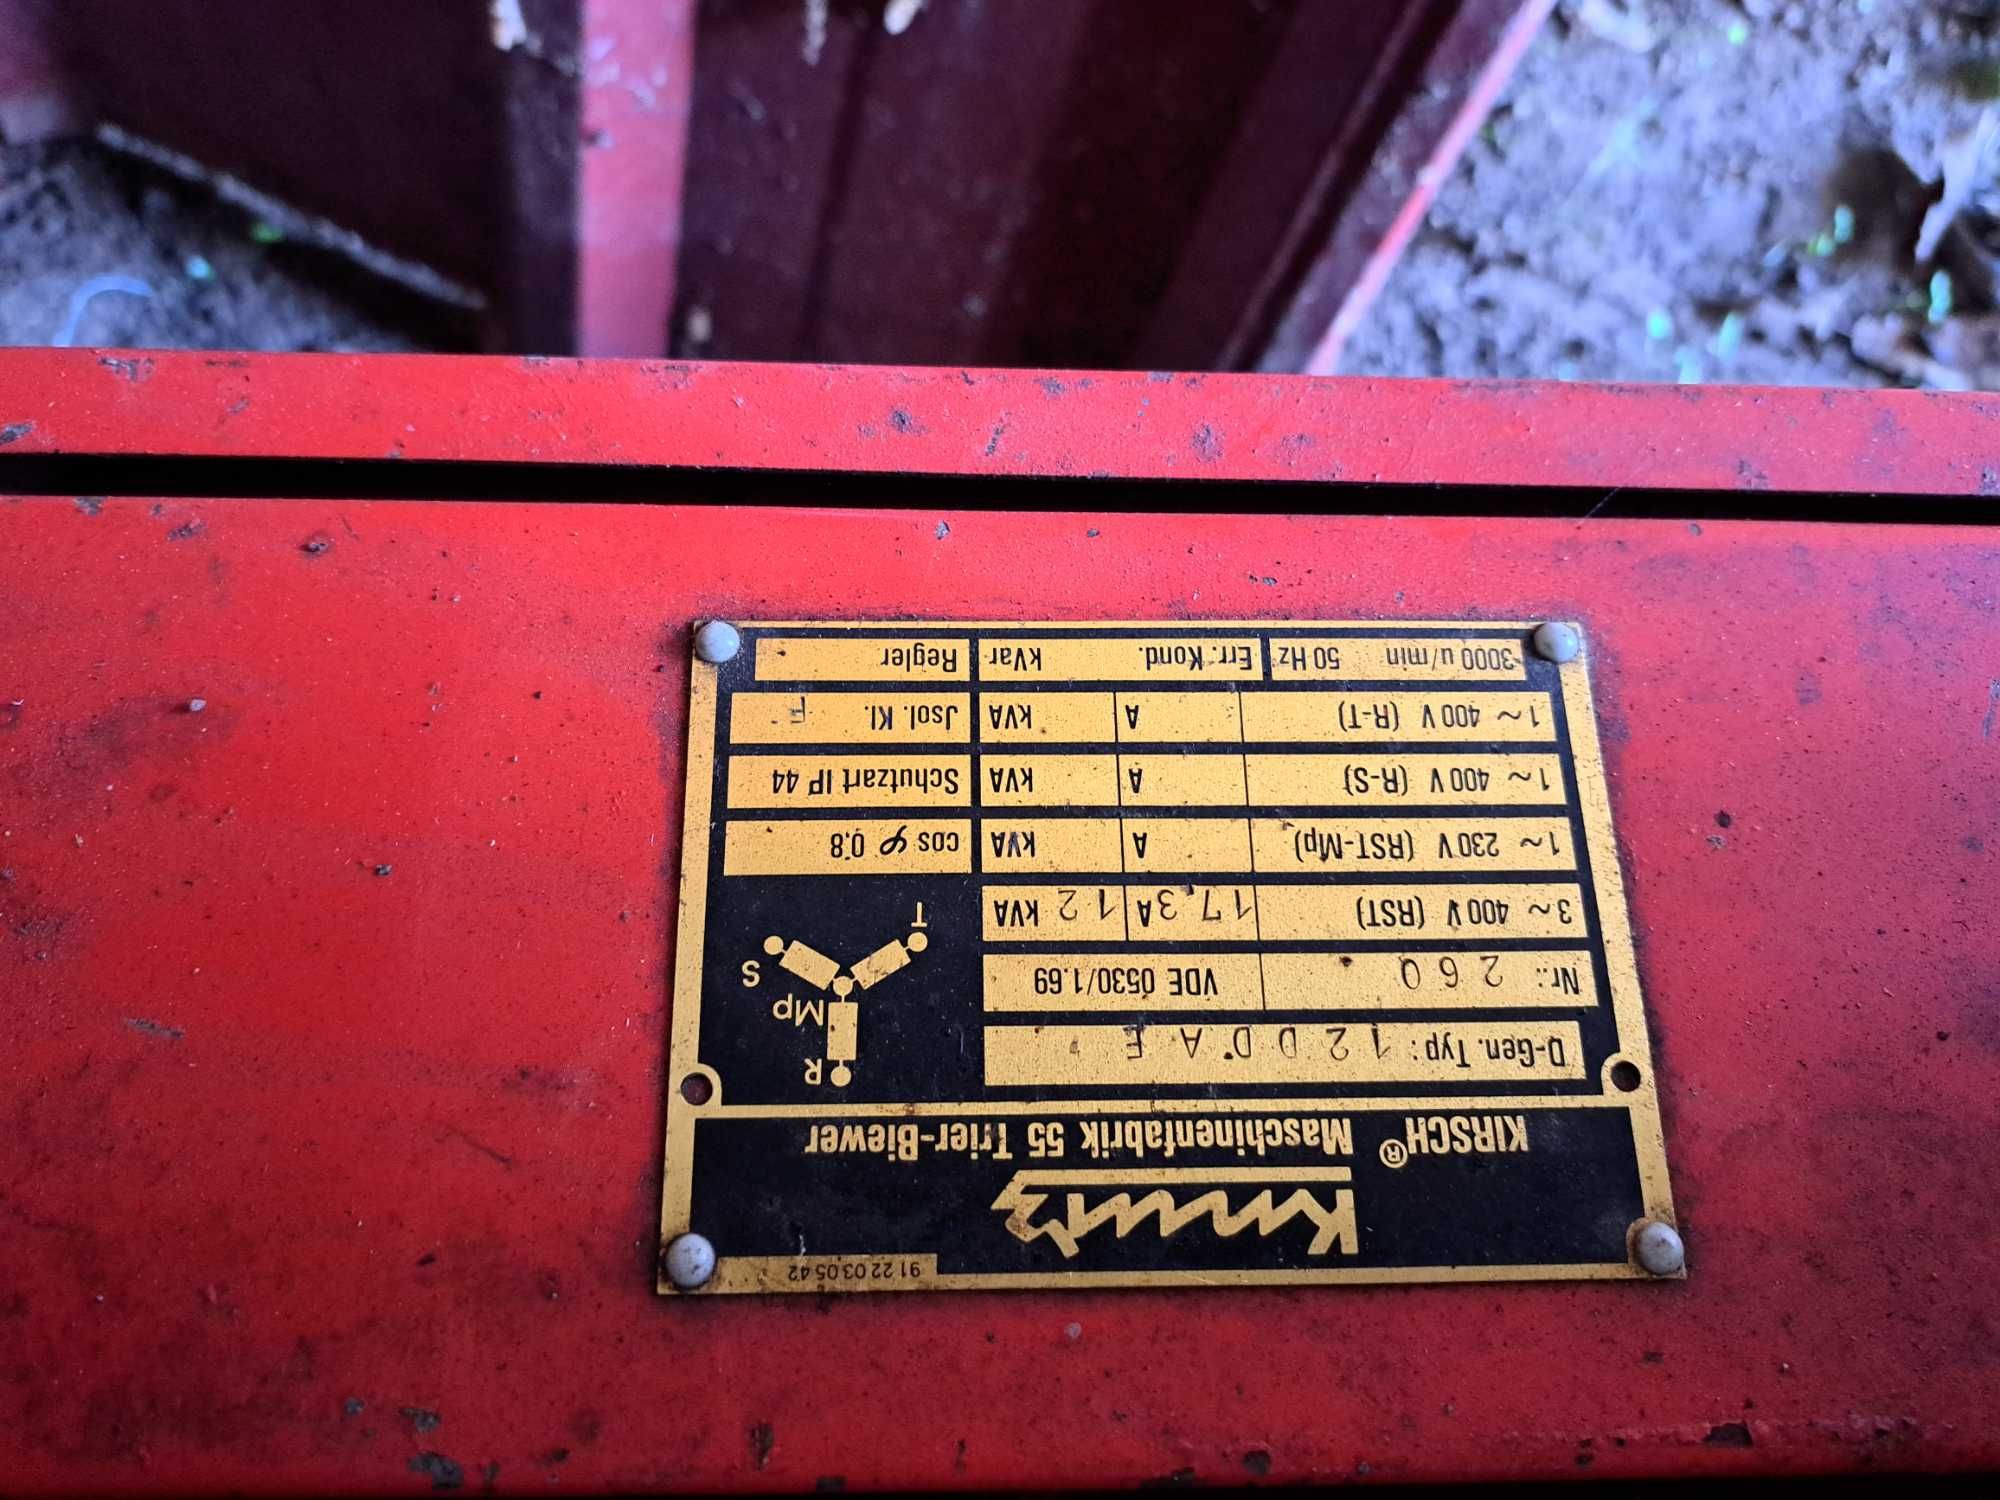 91 22 03 05 42
Knurz
KIRSCH® Maschinenfabrik 55 Trier-Biewer
D-Gen. Typ: 12DDAE
Nr.: 260 VDE 0530/1.69
3~ 400 V (RST) 17,3 A 12 KVA
1~ 230 V (RST-Mp) A KVA
1~ 400 V (R-S) A KVA
1~ 400 V (R-T) A KVA
3000 u/min 50 Hz Err. Kond. kVar
R
Mp
S
T
cos φ 0.8
Schutzart IP 44
Jsol. Kl. F
Regler